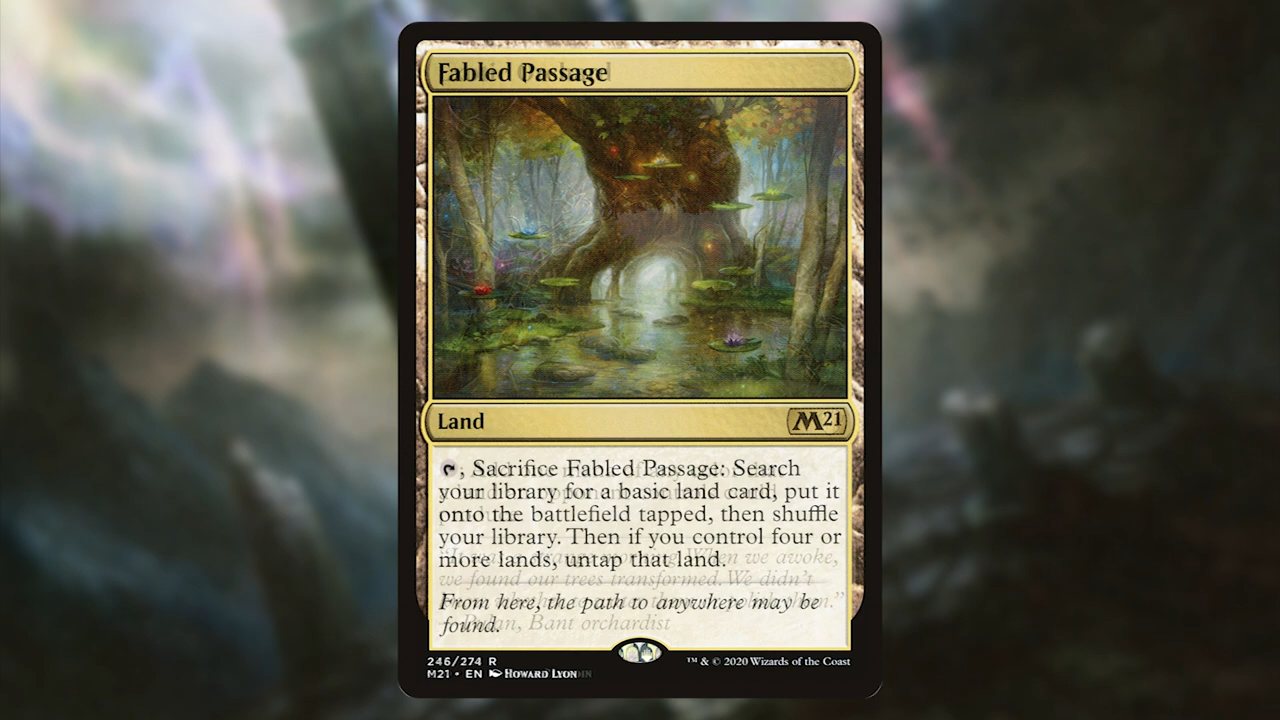 Fabled Passage
Land
M21
, Sacrifice Fabled Passage: Search
your library for a basic land card, put it
onto the battlefield tapped, then shuffle
your library. Then if you control four or
more lands, untap that land.
When we awoke,
we found our trees transformed. We didn't
From here, the path to anywhere may be
found.
Bant orchardist
246/274 R
M21 • EN HOWARD LYON
™ & © 2020 Wizards of the Coast